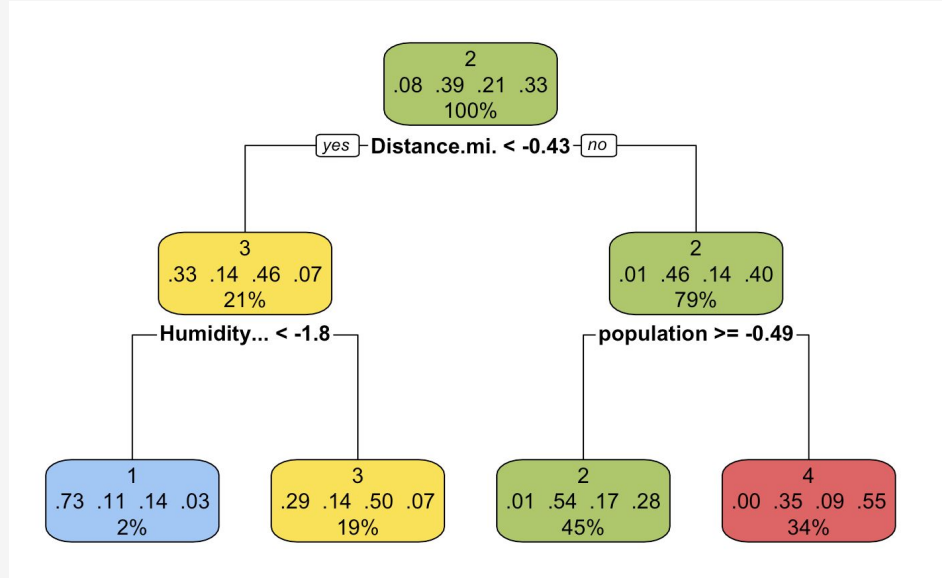 2
.08 .39 .21 .33
100%
yes Distance.mi. < -0.43 no
3
.33 .14 .46 .07
21%
2
.01 .46 .14 .40
79%
Humidity... < -1.8
population >= -0.49
1
.73 .11 .14 .03
2%
3
.29 .14 .50 .07
19%
2
.01 .54 .17 .28
45%
4
.00 .35 .09 .55
34%